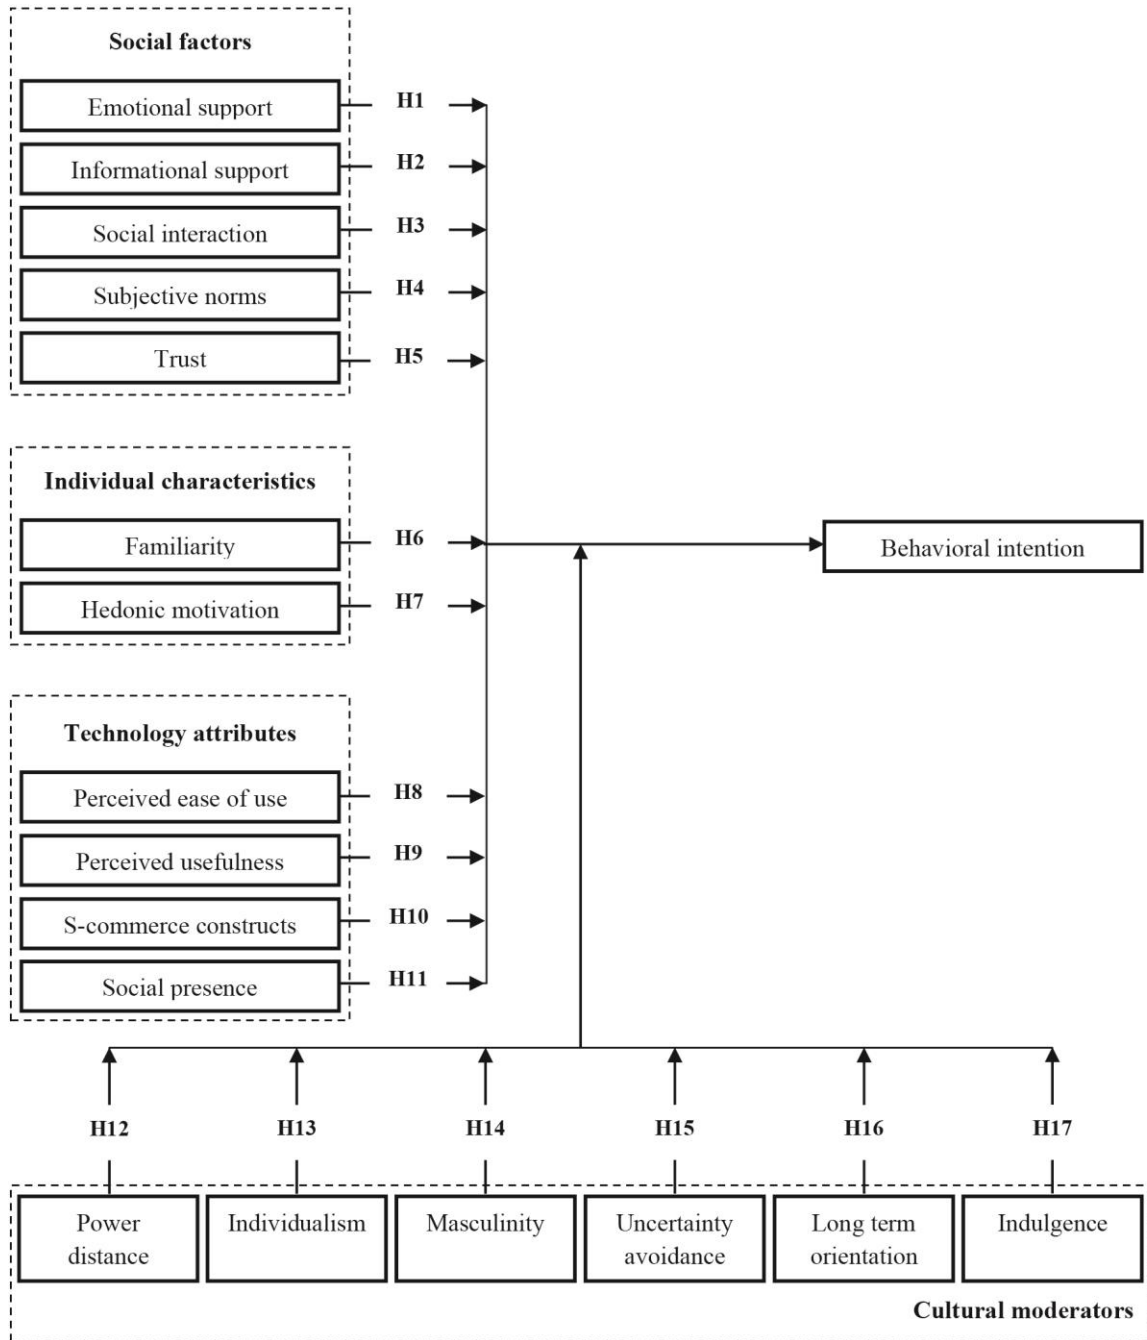 Social factors
Emotional support
H1
Informational support
H2
Social interaction
H3
Subjective norms
H4
Trust
H5
Individual characteristics
Familiarity
H6
Behavioral intention
Hedonic motivation
H7
Technology attributes
Perceived ease of use
H8
Perceived usefulness
H9
S-commerce constructs
H10
Social presence
H11
H12
H13
H14
H15
H16
H17
Power
distance
Individualism
Masculinity
Uncertainty
avoidance
Long term
orientation
Indulgence
Cultural moderators